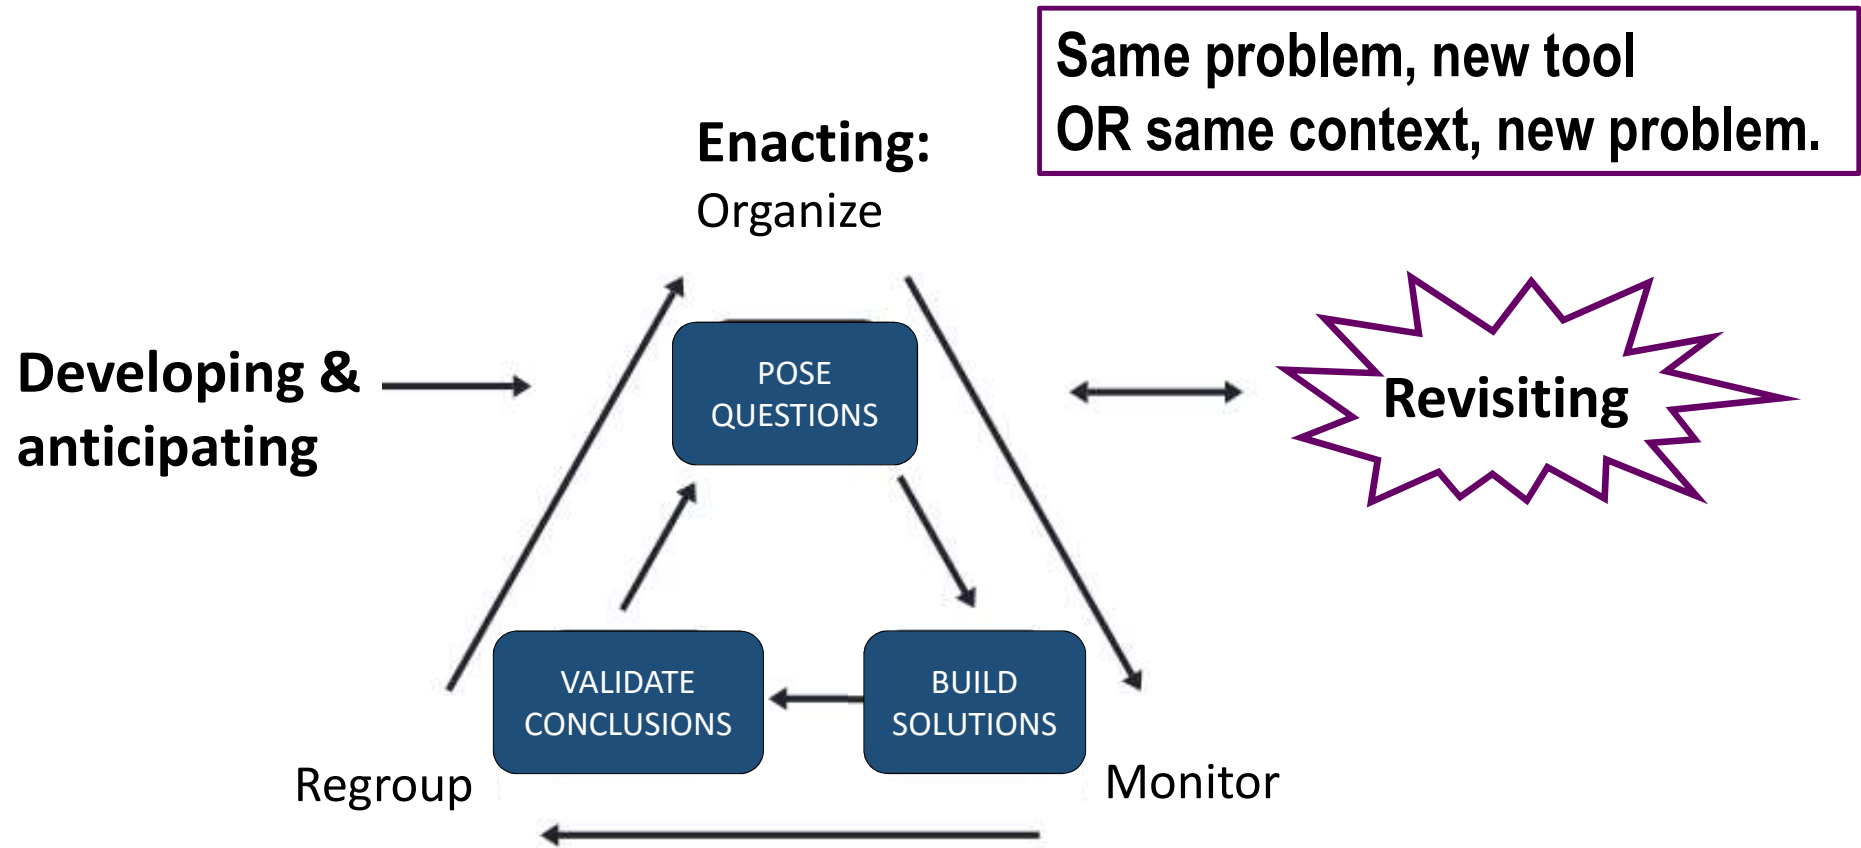 Same problem, new tool
OR same context, new problem.
Enacting:
Organize
Developing &
anticipating
POSE
QUESTIONS
Revisiting
VALIDATE
CONCLUSIONS
BUILD
SOLUTIONS
Regroup
Monitor